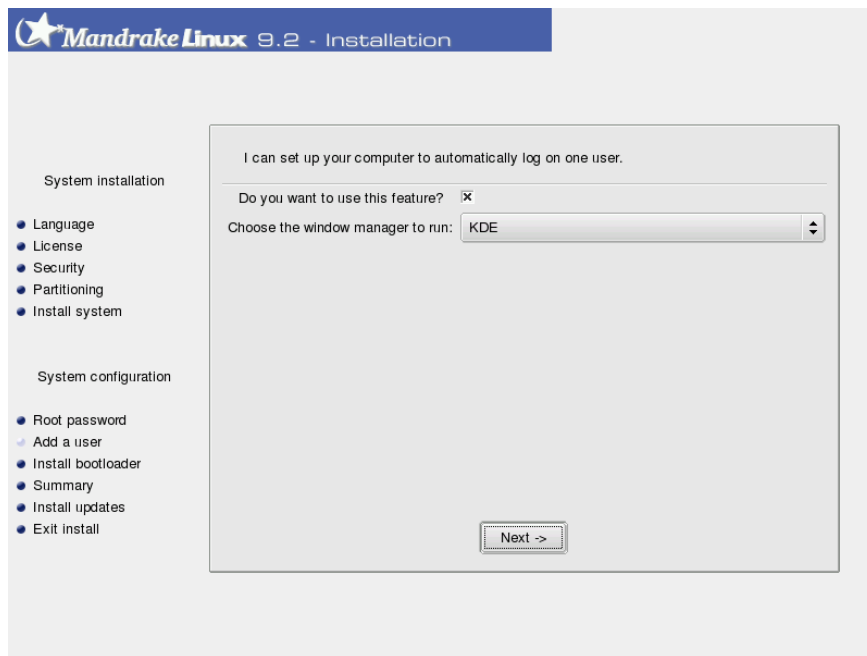 Mandrake Linux 9.2 - Installation
System installation
Language
License
Security
Partitioning
Install system
System configuration
Root password
Add a user
Install bootloader
Summary
Install updates
Exit install
I can set up your computer to automatically log on one user.
Do you want to use this feature?
Choose the window manager to run: KDE
Next ->